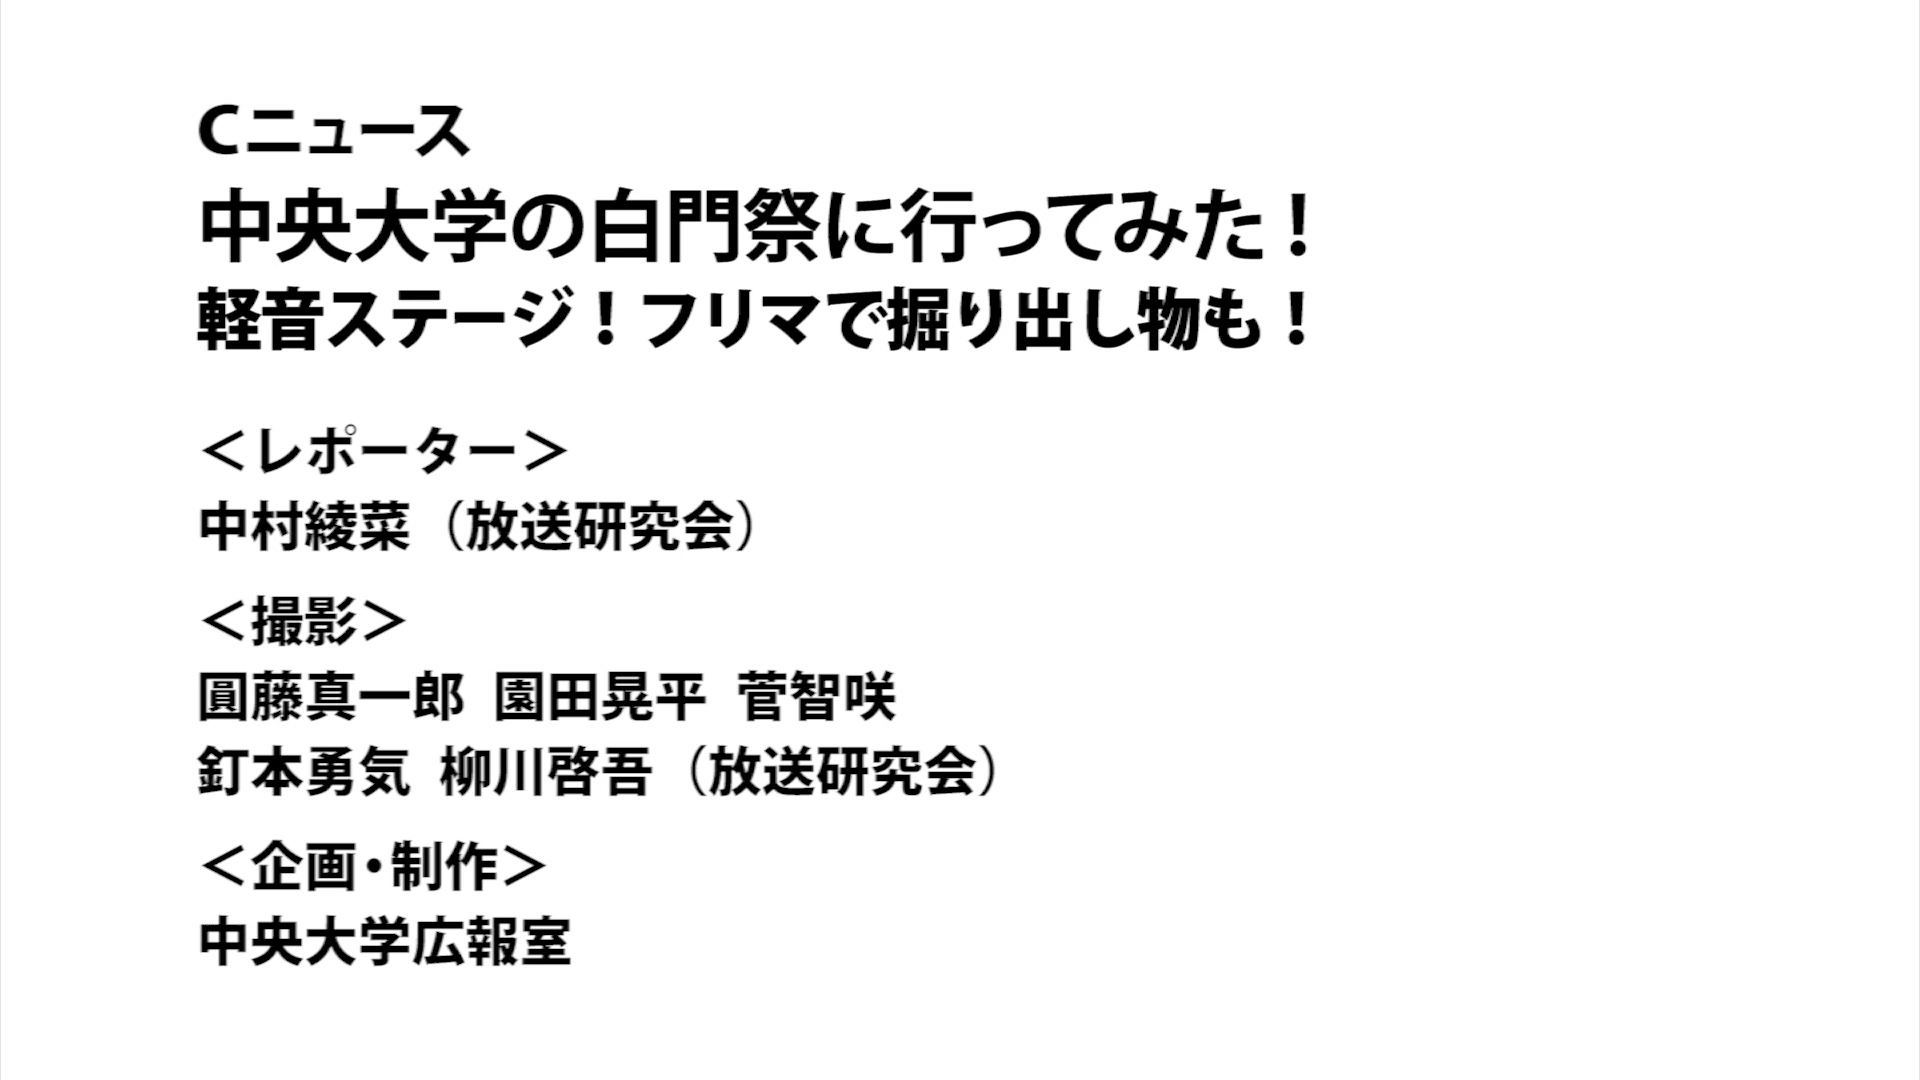 Cニュース
中央大学の白門祭に行ってみた！
軽音ステージ！フリマで掘り出し物も！
＜レポーター＞
中村綾菜（放送研究会）
＜撮影＞
圓藤真一郎 園田晃平 菅智咲
釘本勇気 柳川啓吾（放送研究会）
＜企画・制作＞
中央大学広報室